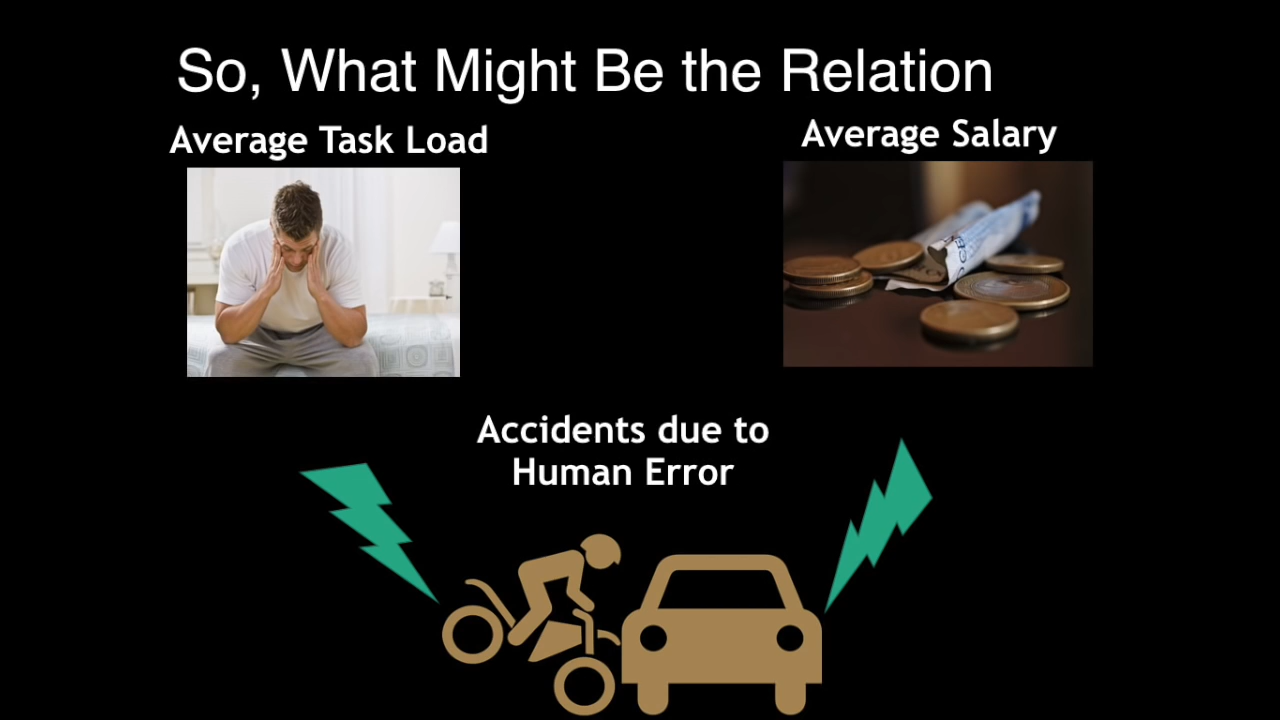 So, What Might Be the Relation
Average Task Load
Average Salary
Accidents due to
Human Error